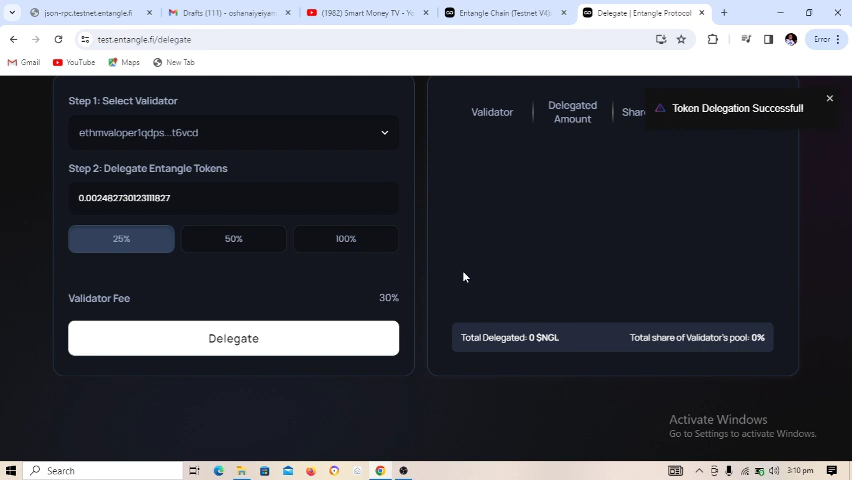 json-rpc.testnet.entangle.fi
Drafts (111) - oshanaiyeiyam
(1982) Smart Money TV - Yo
Entangle Chain (Testnet V4):
Delegate | Entangle Protocol
test.entangle.fi/delegate
Error
Gmail
YouTube
Maps
New Tab
Step 1: Select Validator
ethmvaloper1qdps...t6vcd
Step 2: Delegate Entangle Tokens
0.002482730123111827
25%
50%
100%
Validator Fee
30%
Delegate
Validator
Delegated
Amount
Share
Token Delegation Successful!
Total Delegated: 0 $NGL
Total share of Validator's pool: 0%
Activate Windows
Go to Settings to activate Windows.
Search
3:10 pm